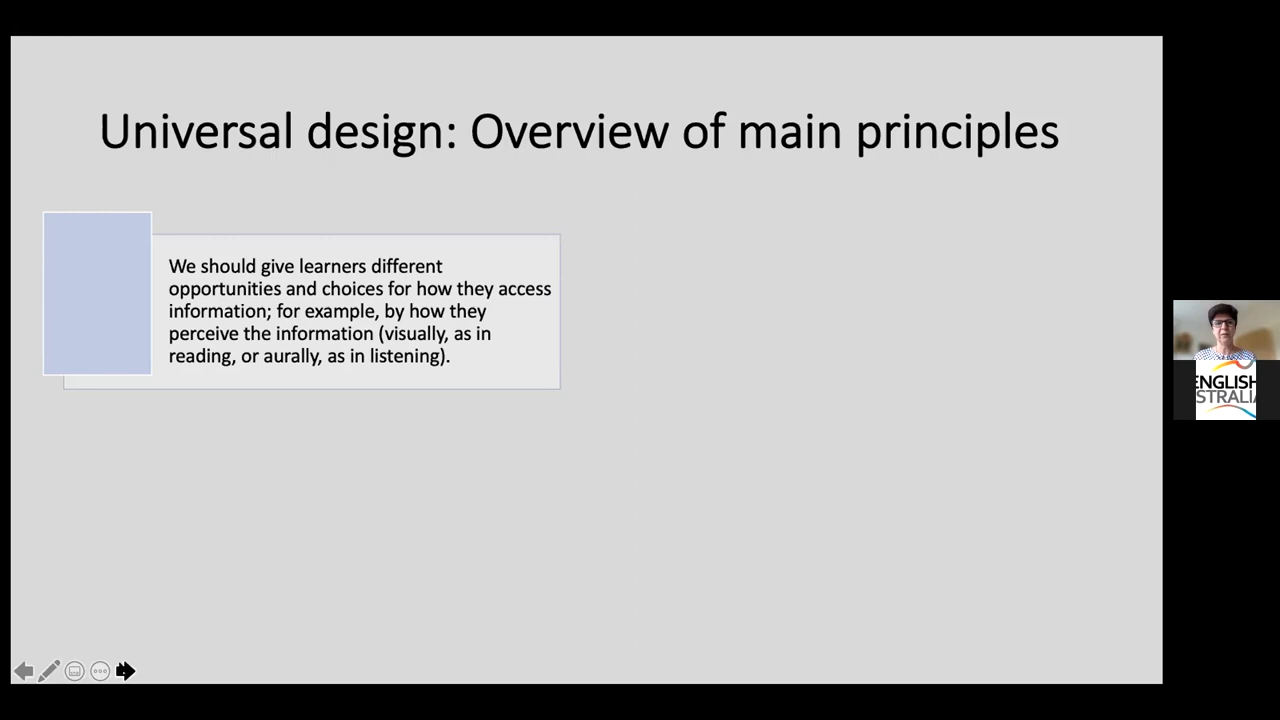 Universal design: Overview of main principles
We should give learners different
opportunities and choices for how they access
information; for example, by how they
perceive the information (visually, as in
reading, or aurally, as in listening).
ENGLISH
STRALIA